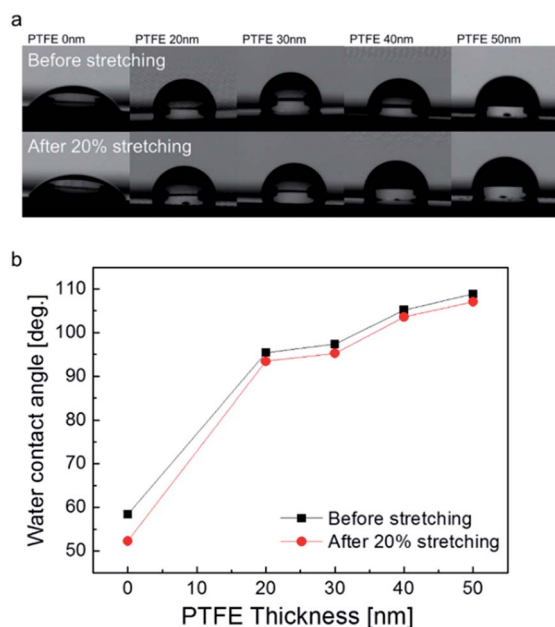 a
PTFE 0nm PTFE 20nm PTFE 30nm PTFE 40nm PTFE 50nm
Before stretching
After 20% stretching
b
Water contact angle [deg.]
110
100
90
80
70
60
50
Before stretching
After 20% stretching
0 10 20 30 40 50
PTFE Thickness [nm]